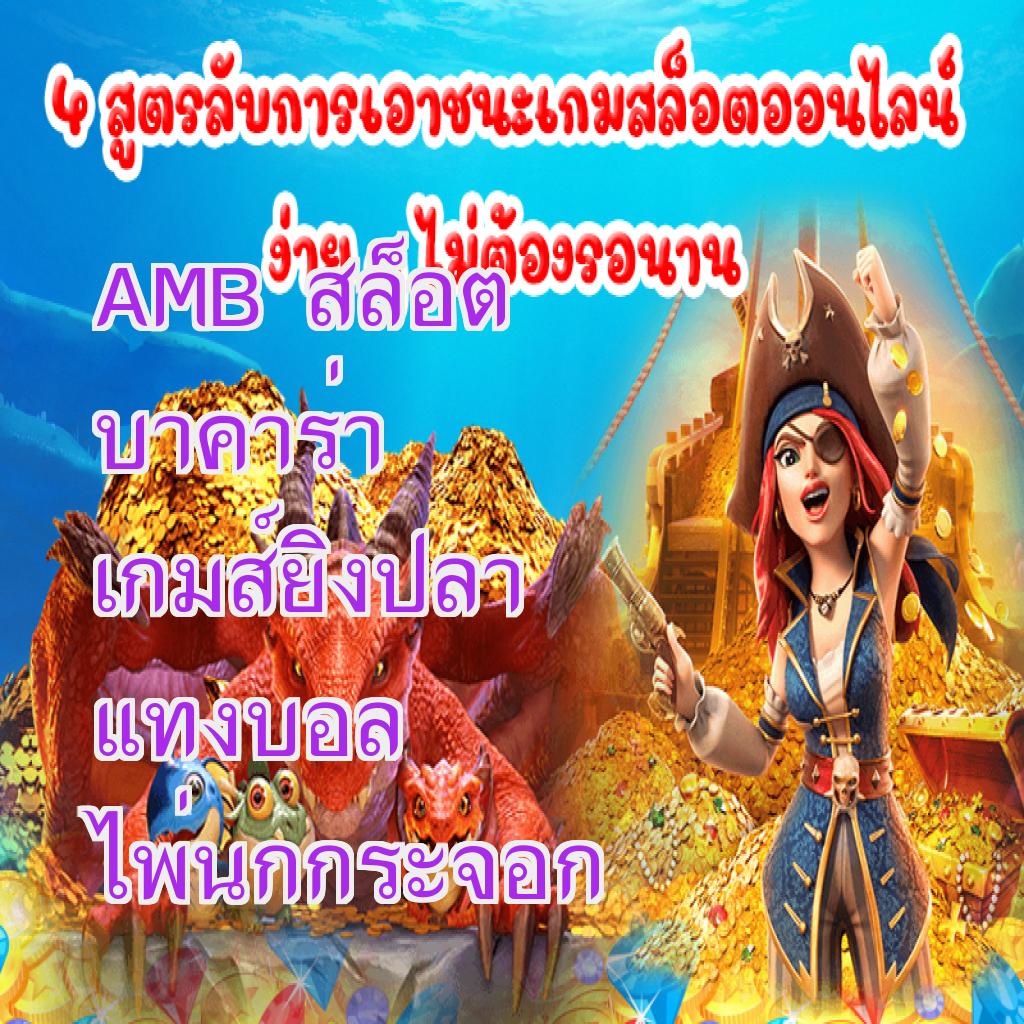 4 สูตรลับการเอาชนะเกมสล็อตออนไลน์
ง่าย ไม่ต้องรอนาน
AMB สล็อต
บาคาร่า
เกมส์ยิงปลา
แทงบอล
ไพ่นกกระจอก